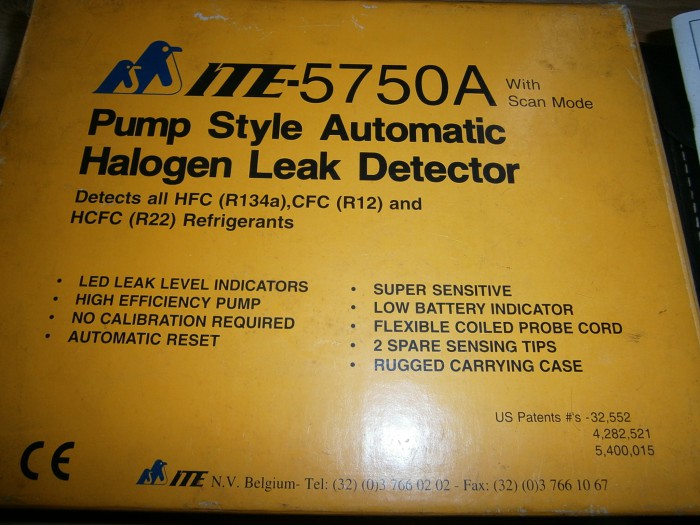 ITE-5750A With
Scan Mode
Pump Style Automatic
Halogen Leak Detector
Detects all HFC (R134a),CFC (R12) and
HCFC (R22) Refrigerants
• LED LEAK LEVEL INDICATORS
• HIGH EFFICIENCY PUMP
• NO CALIBRATION REQUIRED
• AUTOMATIC RESET
• SUPER SENSITIVE
• LOW BATTERY INDICATOR
• FLEXIBLE COILED PROBE CORD
• 2 SPARE SENSING TIPS
• RUGGED CARRYING CASE
US Patents #'s -32,552
4,282,521
5,400,015
CE
ITE N.V. Belgium- Tel: (32) (0)3 766 02 02 - Fax: (32) (0)3 766 10 67